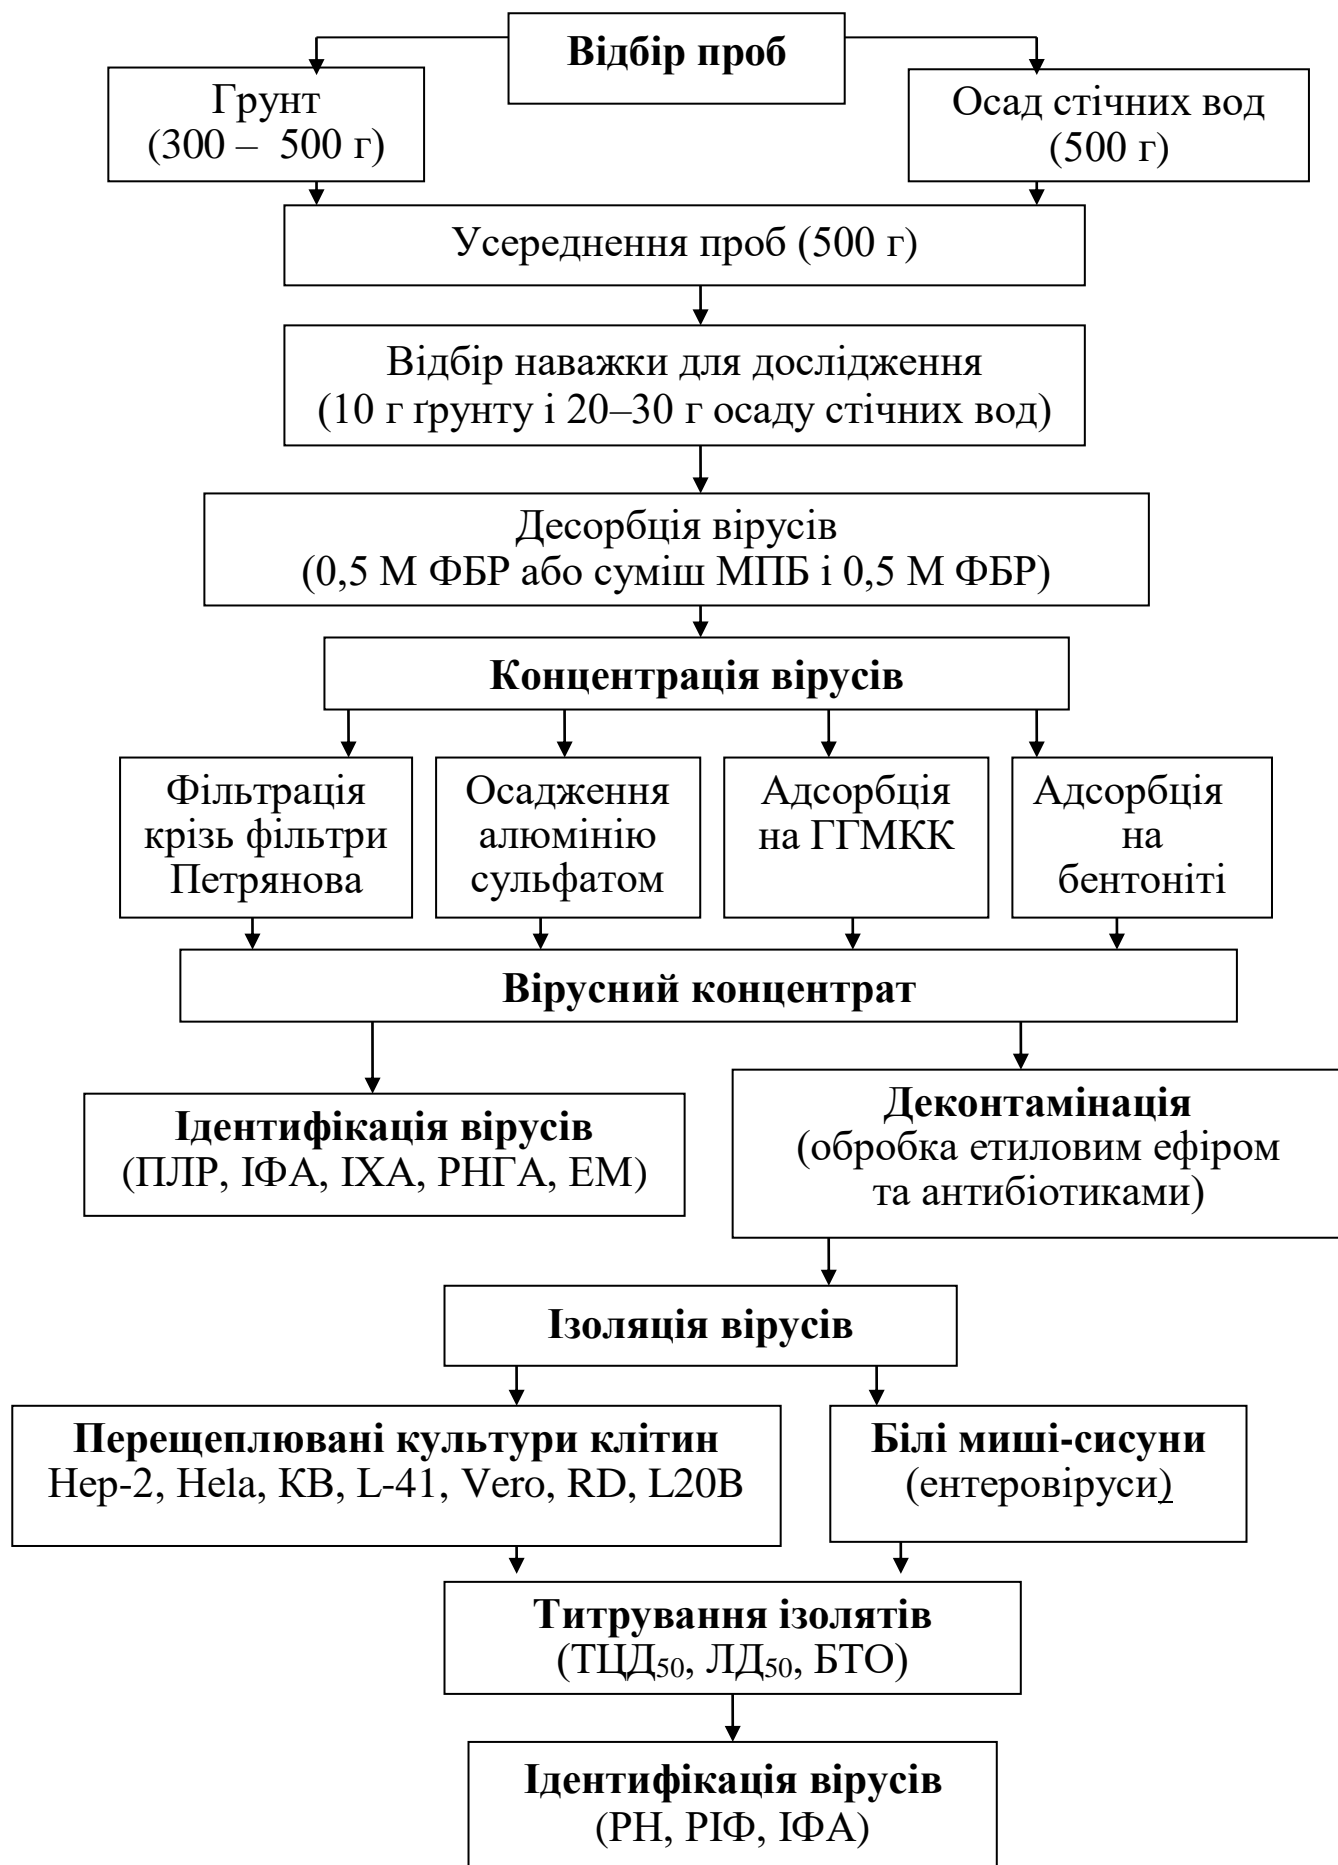 Відбір проб
Грунт
(300 –  500 г)
Осад стічних вод
(500 г)
Усереднення проб (500 г)
Відбір наважки для дослідження
(10 г ґрунту і 20–30 г осаду стічних вод)
Десорбція вірусів
(0,5 М ФБР або суміш МПБ і 0,5 М ФБР)
Концентрація вірусів
Фільтрація
крізь фільтри
Петрянова
Осадження
алюмінію
сульфатом
Адсорбція
на ГГМКК
Адсорбція
на
бентоніті
Вірусний концентрат
Ідентифікація вірусів
(ПЛР, ІФА, ІХА, РНГА, ЕМ)
Деконтамінація
(обробка етиловим ефіром
та антибіотиками)
Ізоляція вірусів
Перещеплювані культури клітин
Hep-2, Hela, КВ, L-41, Vero, RD, L20B
Білі миші-сисуни
(ентеровіруси)
Титрування ізолятів
(ТЦД₅₀, ЛД₅₀, БТО)
Ідентифікація вірусів
(РН, РІФ, ІФА)